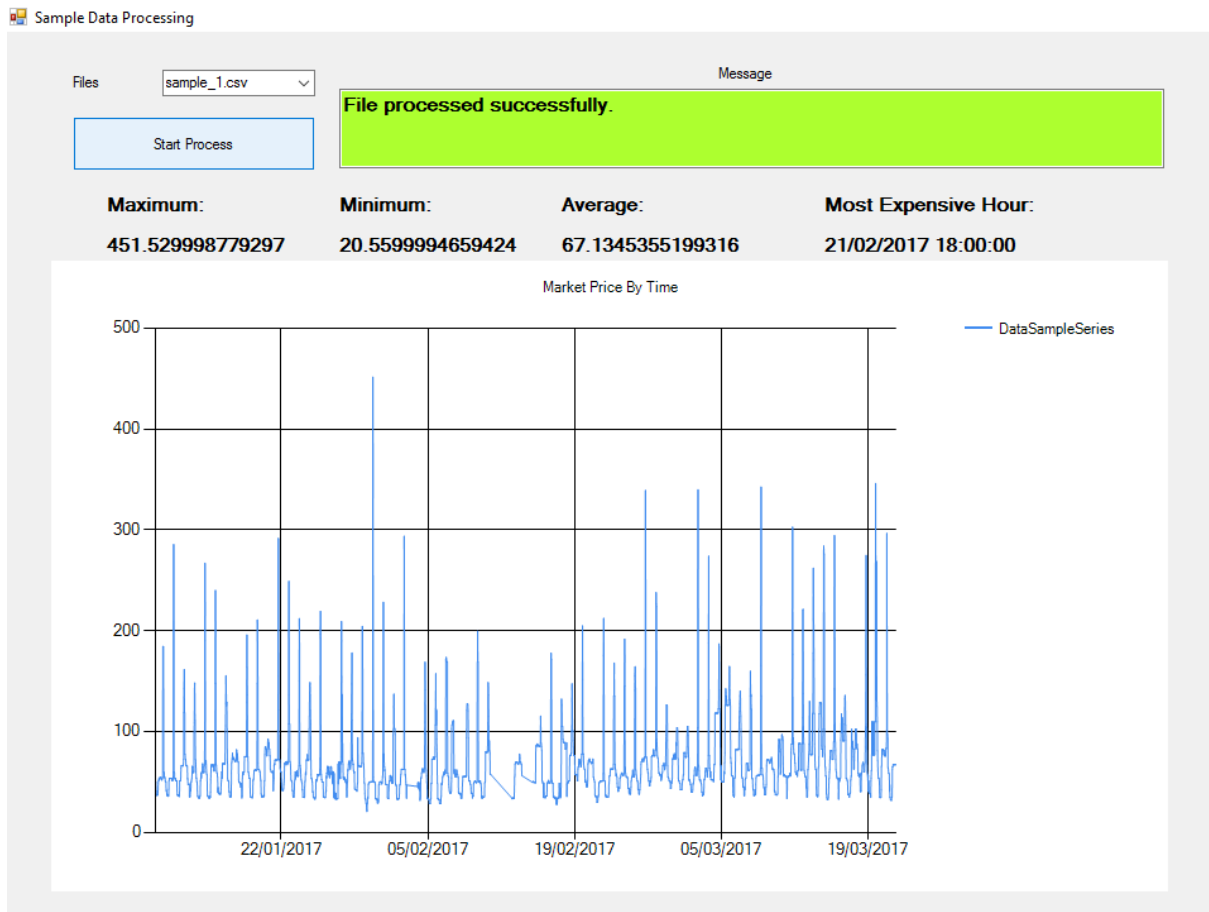 Sample Data Processing
Files
sample_1.csv
Message
File processed successfully.
Start Process
Maximum:
Minimum:
Average:
Most Expensive Hour:
451.529998779297
20.5599994659424
67.1345355199316
21/02/2017 18:00:00
Market Price By Time
DataSampleSeries
500
400
300
200
100
0
22/01/2017
05/02/2017
19/02/2017
05/03/2017
19/03/2017